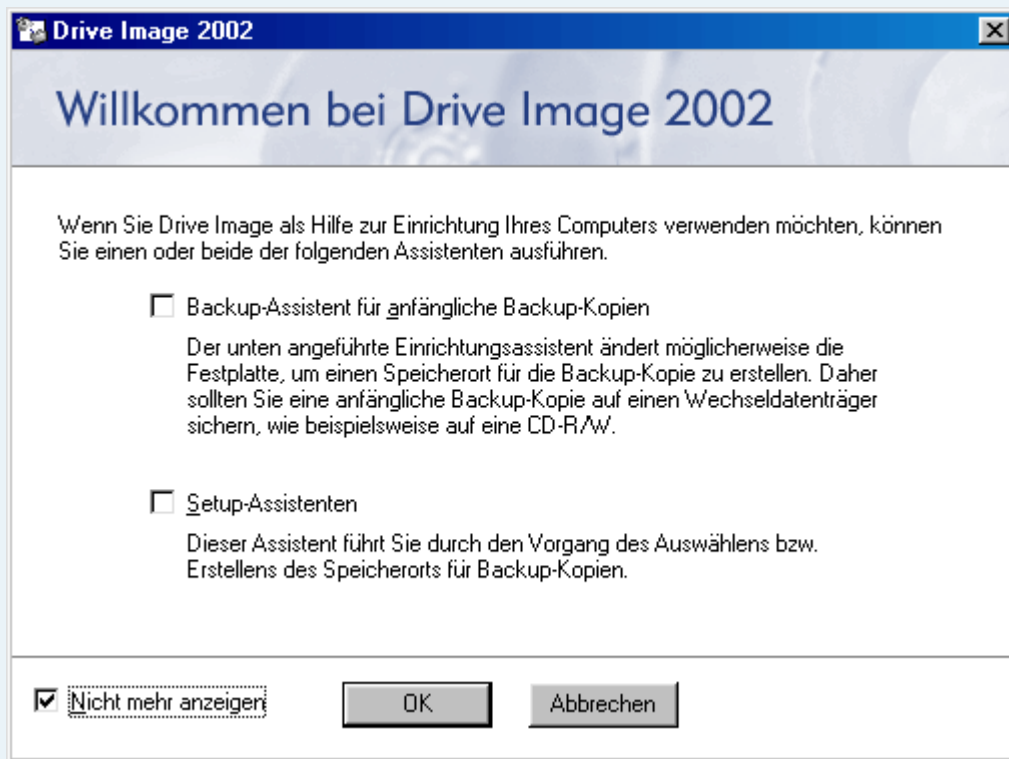 Drive Image 2002
Willkommen bei Drive Image 2002
Wenn Sie Drive Image als Hilfe zur Einrichtung Ihres Computers verwenden möchten, können
Sie einen oder beide der folgenden Assistenten ausführen.
Backup-Assistent für anfängliche Backup-Kopien
Der unten angeführte Einrichtungsassistent ändert möglicherweise die
Festplatte, um einen Speicherort für die Backup-Kopie zu erstellen. Daher
sollten Sie eine anfängliche Backup-Kopie auf einen Wechseldatenträger
sichern, wie beispielsweise auf eine CD-R/W.
Setup-Assistenten
Dieser Assistent führt Sie durch den Vorgang des Auswählens bzw.
Erstellens des Speicherorts für Backup-Kopien.
Nicht mehr anzeigen OK Abbrechen